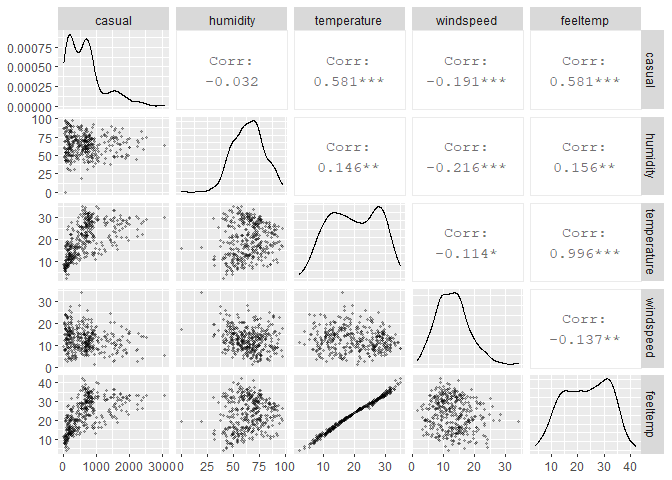 casual humidity temperature windspeed feeltemp
0.00075
0.00050
0.00025
0.00000
Corr:
-0.032
Corr:
0.581***
Corr:
-0.191***
Corr:
0.581***
casual
100
75
50
25
0
Corr:
0.146**
Corr:
-0.216***
Corr:
0.156**
humidity
30
20
10
Corr:
-0.114*
Corr:
0.996***
temperature
30
20
10
0
Corr:
-0.137**
windspeed
40
30
20
10
feeltemp
0 1000 2000 3000 0 25 50 75 100 10 20 30 0 10 20 30 10 20 30 40